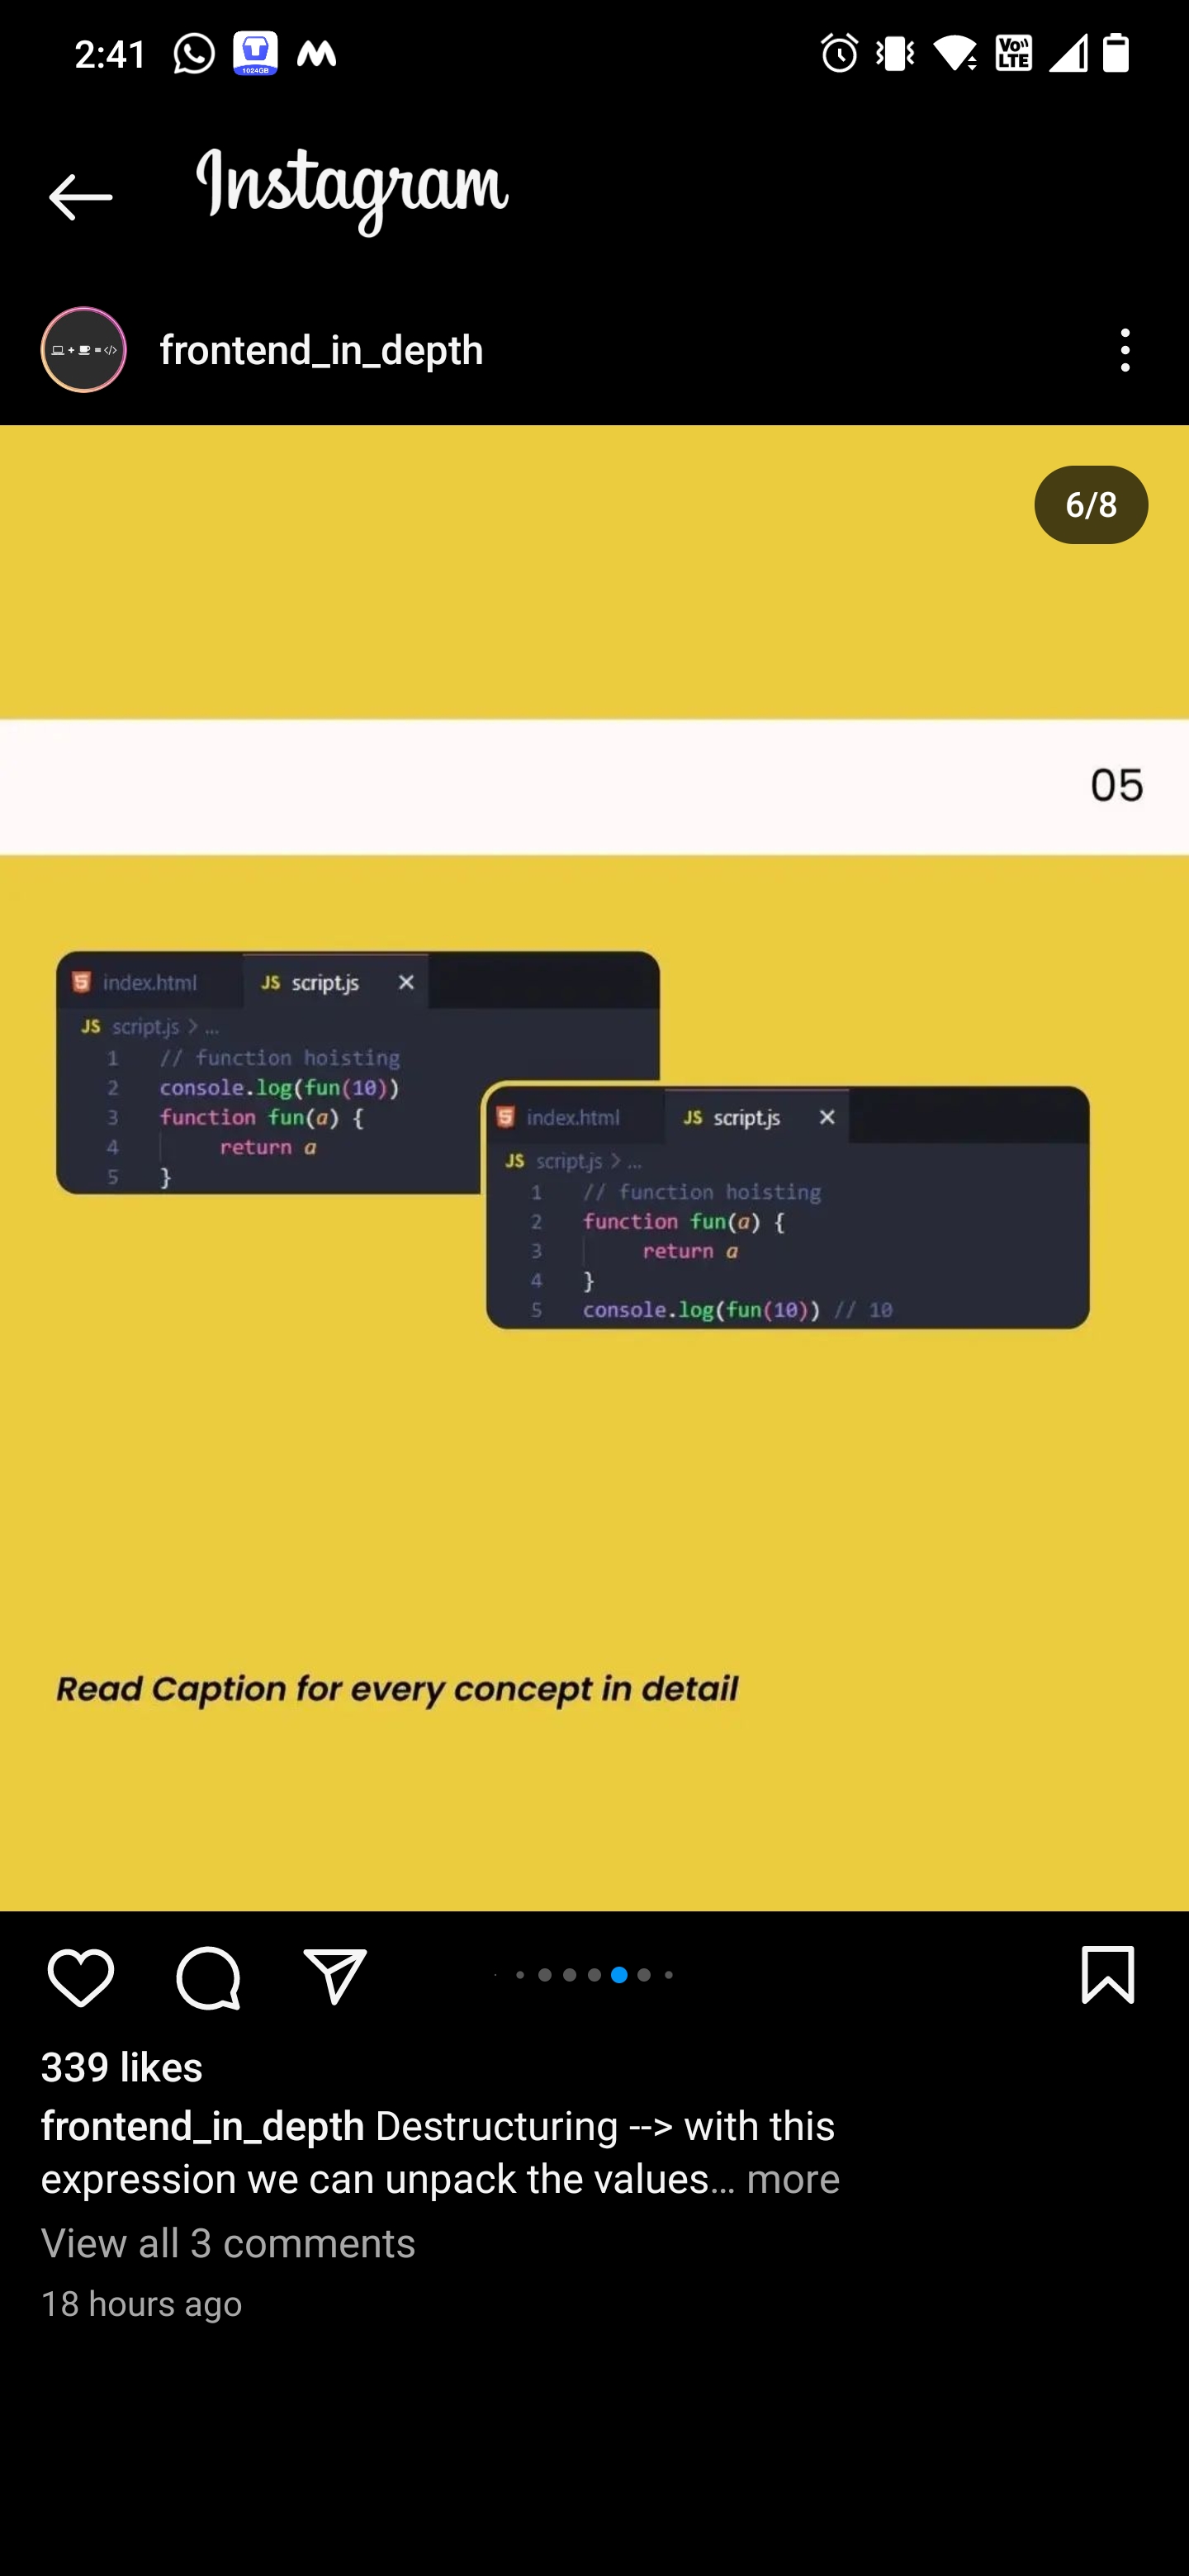 2:41
1024GB
Vo)) LTE
Instagram
frontend_in_depth
6/8
05
index.html JS script.js
JS script.js > ...
1 // function hoisting
2 console.log(fun(10))
3 function fun(a) {
4 return a
5 }
index.html JS script.js
JS script.js > ...
1 // function hoisting
2 function fun(a) {
3 return a
4 }
5 console.log(fun(10)) // 10
Read Caption for every concept in detail
339 likes
frontend_in_depth Destructuring --> with this
expression we can unpack the values... more
View all 3 comments
18 hours ago